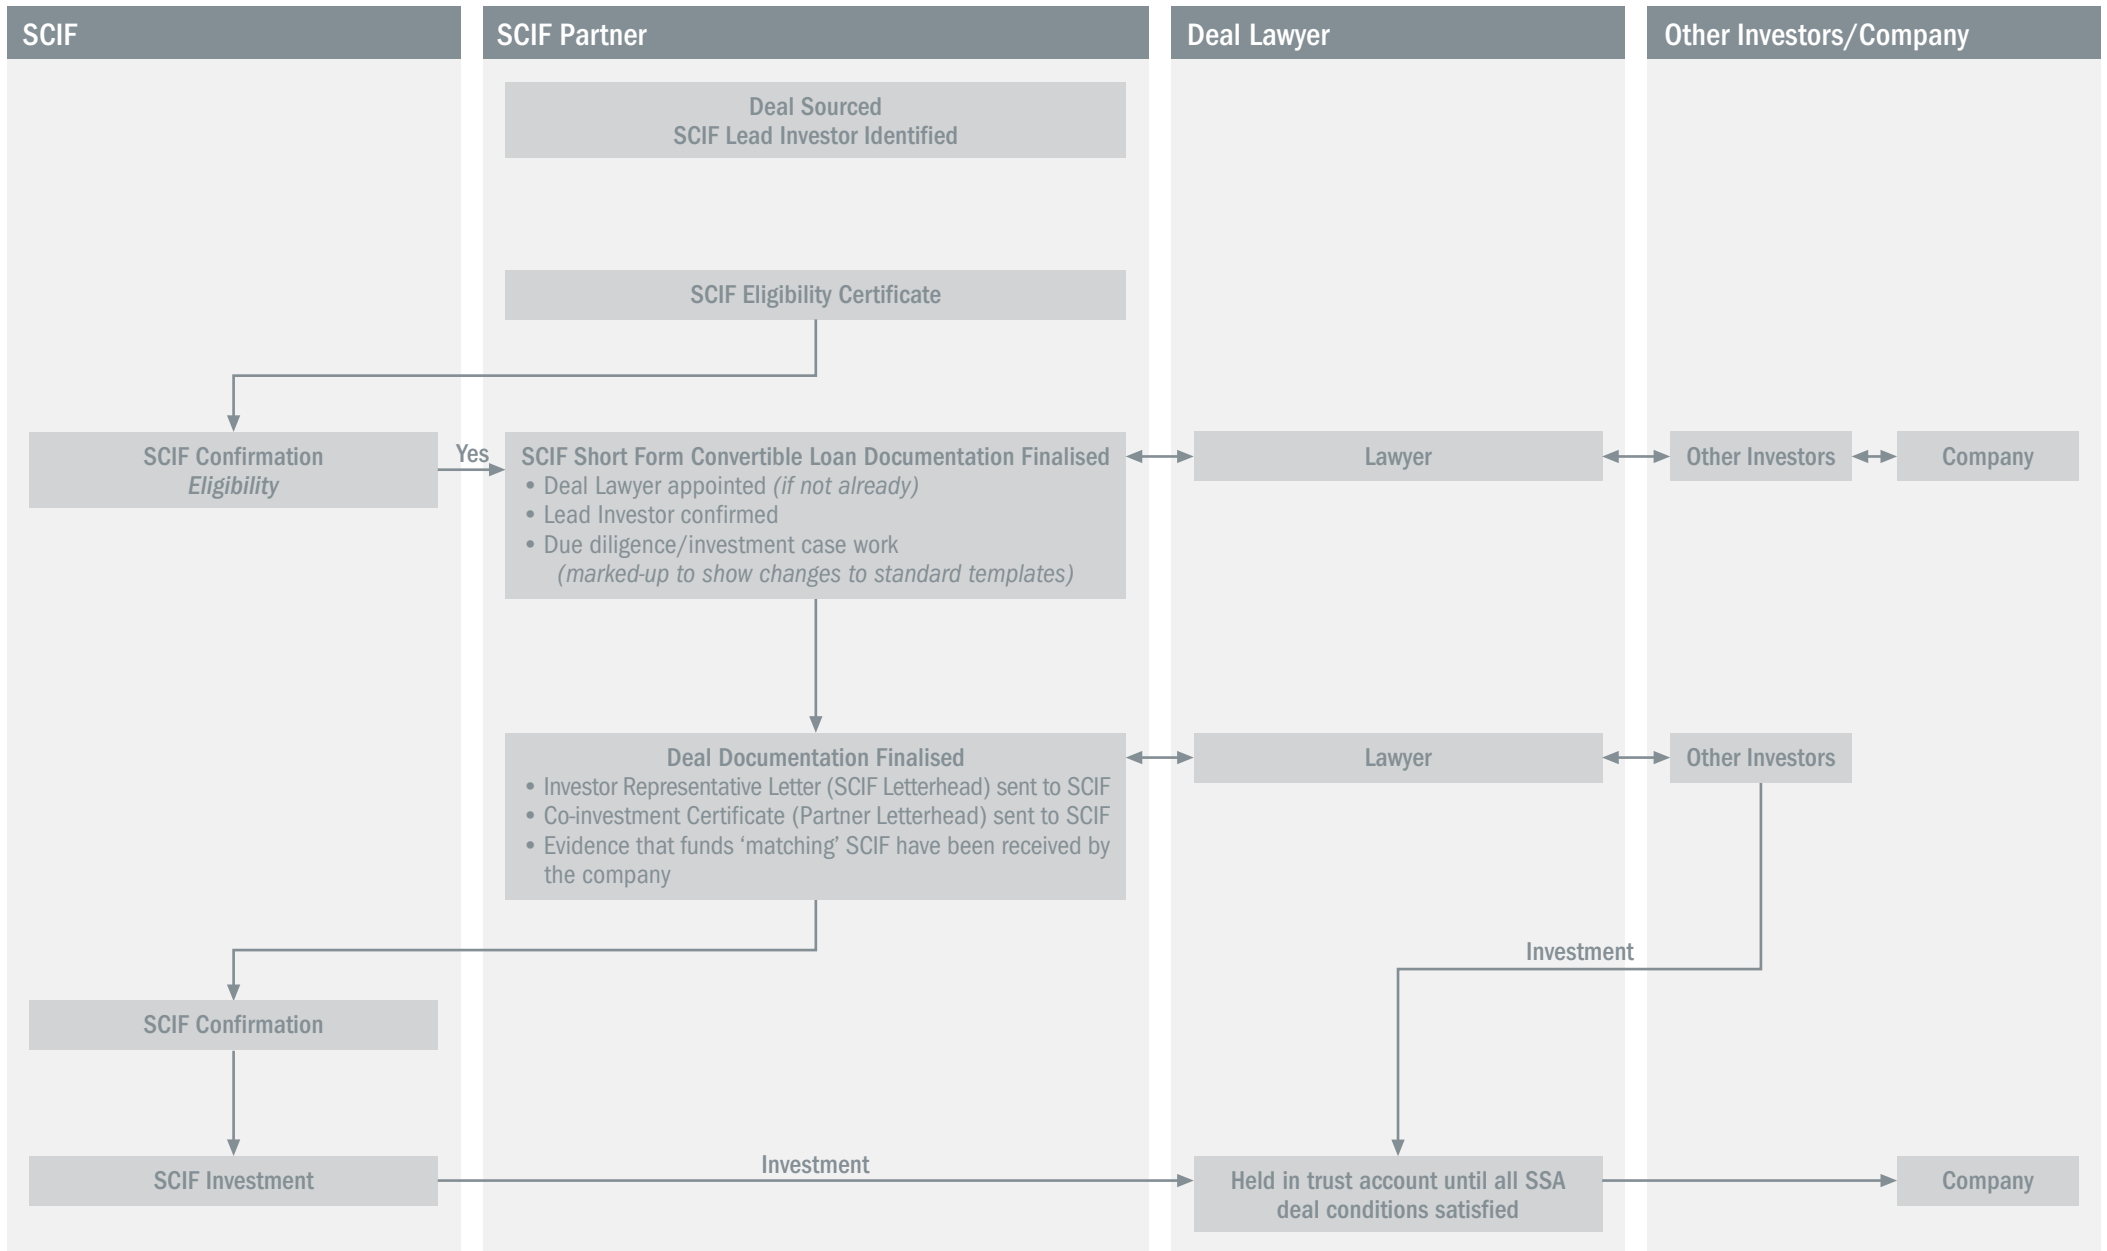 SCIF
SCIF Partner
Deal Lawyer
Other Investors/Company
Deal Sourced
SCIF Lead Investor Identified
SCIF Eligibility Certificate
SCIF Confirmation
Eligibility
Yes
SCIF Short Form Convertible Loan Documentation Finalised
• Deal Lawyer appointed (if not already)
• Lead Investor confirmed
• Due diligence/investment case work
(marked-up to show changes to standard templates)
Lawyer
Other Investors
Company
Deal Documentation Finalised
• Investor Representative Letter (SCIF Letterhead) sent to SCIF
• Co-investment Certificate (Partner Letterhead) sent to SCIF
• Evidence that funds ‘matching’ SCIF have been received by
the company
Lawyer
Other Investors
Investment
SCIF Confirmation
SCIF Investment
Investment
Held in trust account until all SSA
deal conditions satisfied
Company